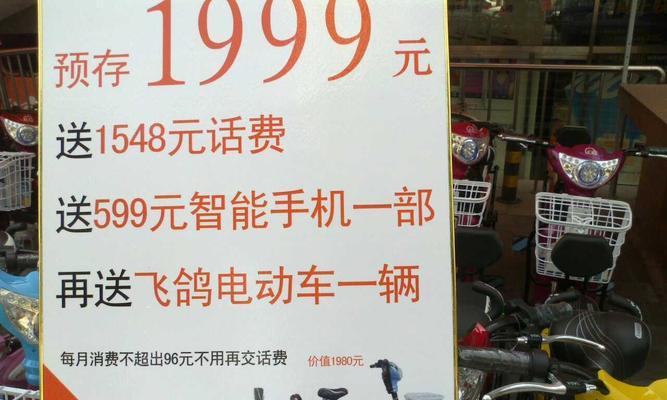 预存1999元
送1548元话费
送599元智能手机一部
再送飞鸽电动车一辆
每月消费不超出96元不用再交话费 价值1980元